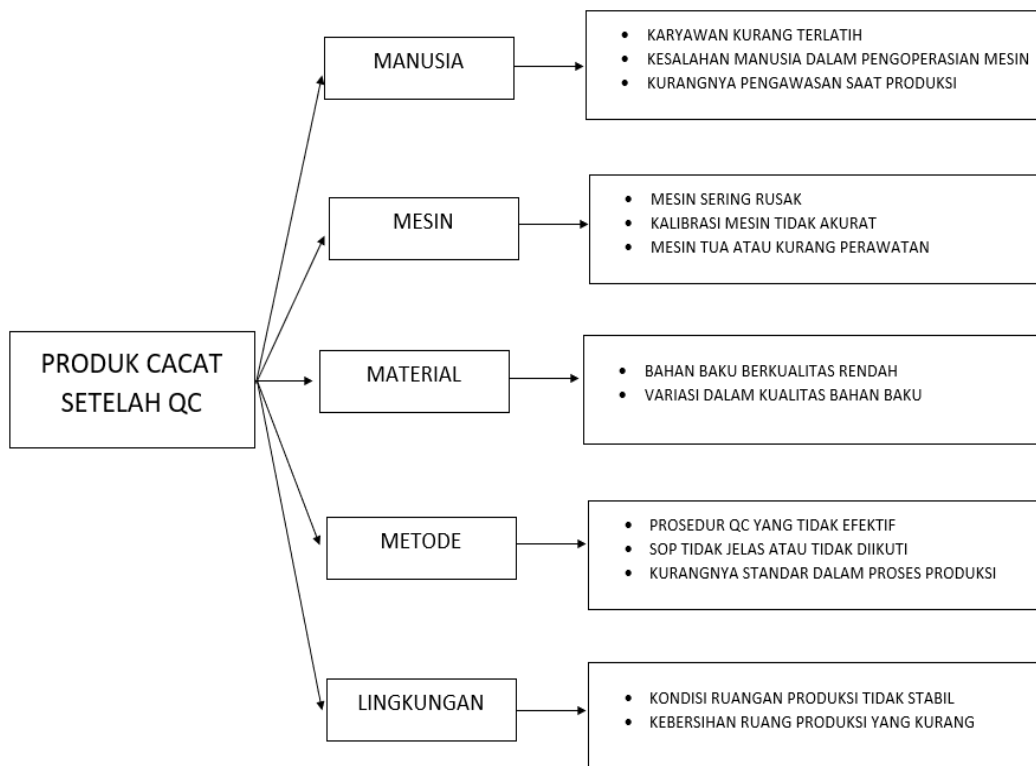 MANUSIA
• KARYAWAN KURANG TERLATIH
• KESALAHAN MANUSIA DALAM PENGOPERASIAN MESIN
• KURANGNYA PENGAWASAN SAAT PRODUKSI
MESIN
• MESIN SERING RUSAK
• KALIBRASI MESIN TIDAK AKURAT
• MESIN TUA ATAU KURANG PERAWATAN
PRODUK CACAT
SETELAH QC
MATERIAL
• BAHAN BAKU BERKUALITAS RENDAH
• VARIASI DALAM KUALITAS BAHAN BAKU
METODE
• PROSEDUR QC YANG TIDAK EFEKTIF
• SOP TIDAK JELAS ATAU TIDAK DIIKUTI
• KURANGNYA STANDAR DALAM PROSES PRODUKSI
LINGKUNGAN
• KONDISI RUANGAN PRODUKSI TIDAK STABIL
• KEBERSIHAN RUANG PRODUKSI YANG KURANG